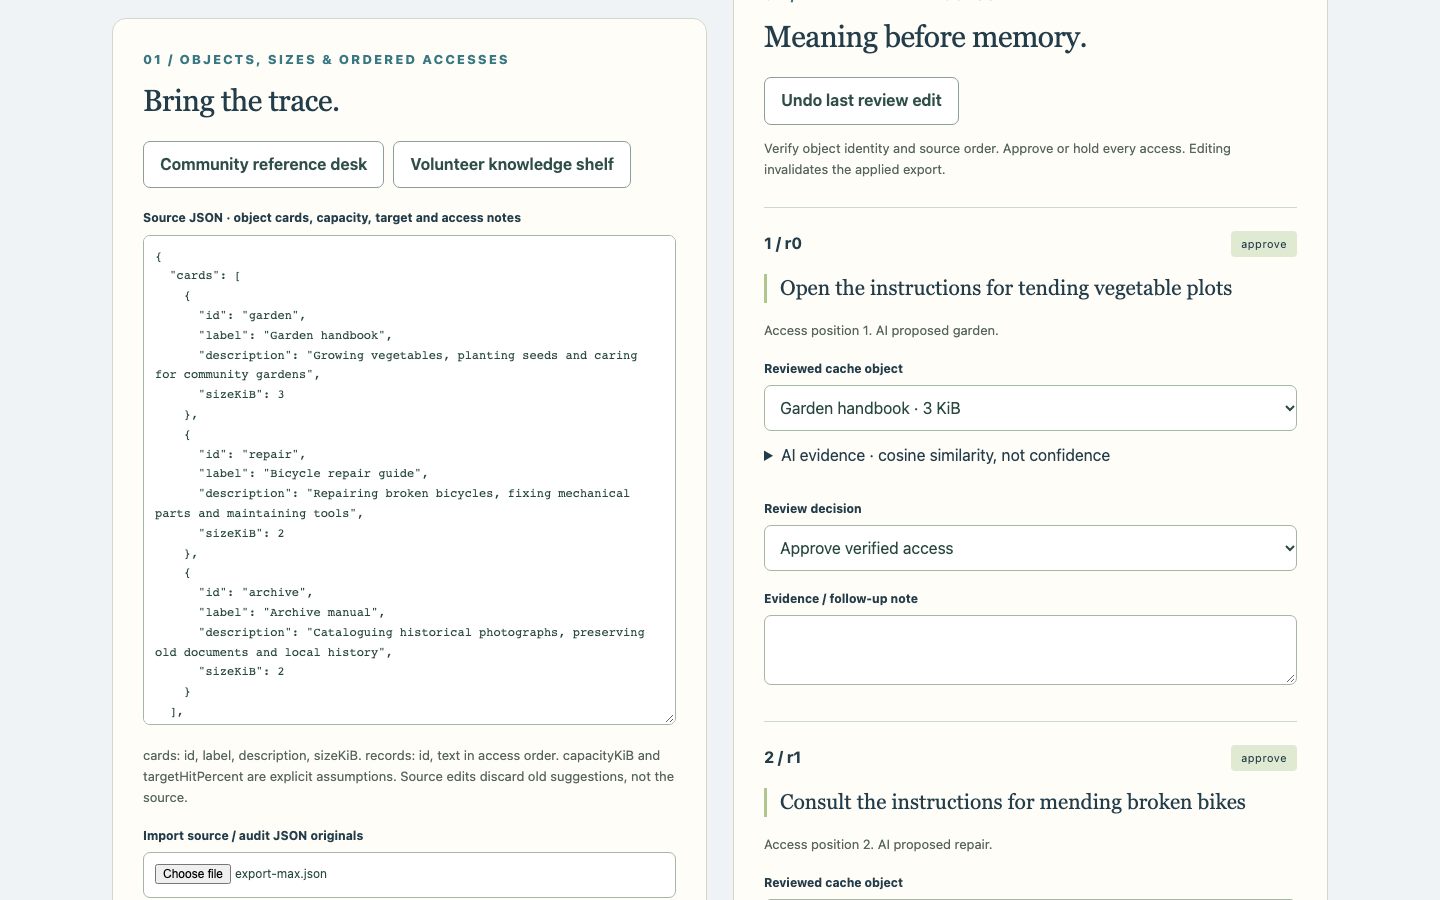 01 / OBJECTS, SIZES & ORDERED ACCESSES
Bring the trace.
Community reference desk
Volunteer knowledge shelf
Source JSON · object cards, capacity, target and access notes
{
"cards": [
{
"id": "garden",
"label": "Garden handbook",
"description": "Growing vegetables, planting seeds and caring
for community gardens",
"sizeKiB": 3
},
{
"id": "repair",
"label": "Bicycle repair guide",
"description": "Repairing broken bicycles, fixing mechanical
parts and maintaining tools",
"sizeKiB": 2
},
{
"id": "archive",
"label": "Archive manual",
"description": "Cataloguing historical photographs, preserving
old documents and local history",
"sizeKiB": 2
}
],
cards: id, label, description, sizeKiB. records: id, text in access order. capacityKiB and
targetHitPercent are explicit assumptions. Source edits discard old suggestions, not the
source.
Import source / audit JSON originals
Choose file export-max.json
Meaning before memory.
Undo last review edit
Verify object identity and source order. Approve or hold every access. Editing
invalidates the applied export.
1 / r0
approve
Open the instructions for tending vegetable plots
Access position 1. AI proposed garden.
Reviewed cache object
Garden handbook · 3 KiB
▶ AI evidence · cosine similarity, not confidence
Review decision
Approve verified access
Evidence / follow-up note
2 / r1
approve
Consult the instructions for mending broken bikes
Access position 2. AI proposed repair.
Reviewed cache object